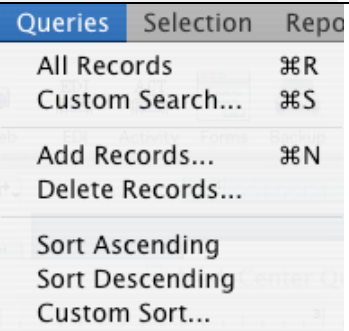 Queries Selection Repo
All Records ⌘R
Custom Search... ⌘S
Add Records... ⌘N
Delete Records...
Sort Ascending
Sort Descending
Custom Sort...